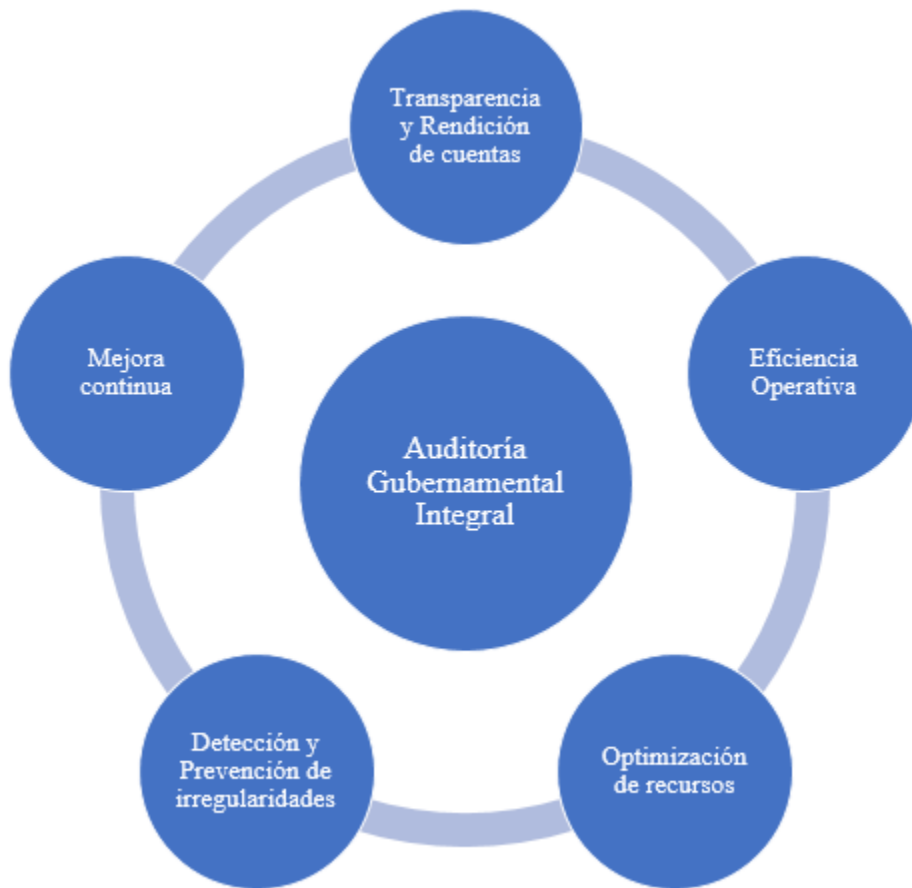 Transparencia
y Rendición
de cuentas
Mejora
continua
Eficiencia
Operativa
Auditoría
Gubernamental
Integral
Detección y
Prevención de
irregularidades
Optimización
de recursos